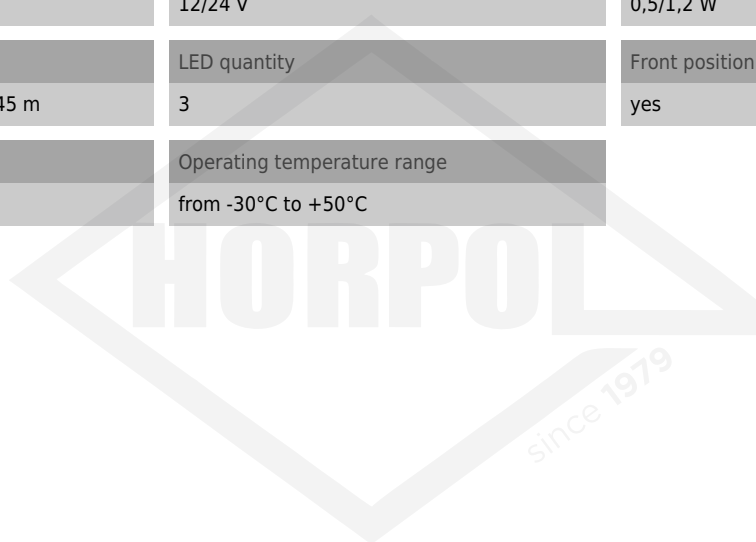 12/24 V
0,5/1,2 W
LED quantity
Front position
45 m
3
yes
Operating temperature range
from -30°C to +50°C
HORPOL
since 1979